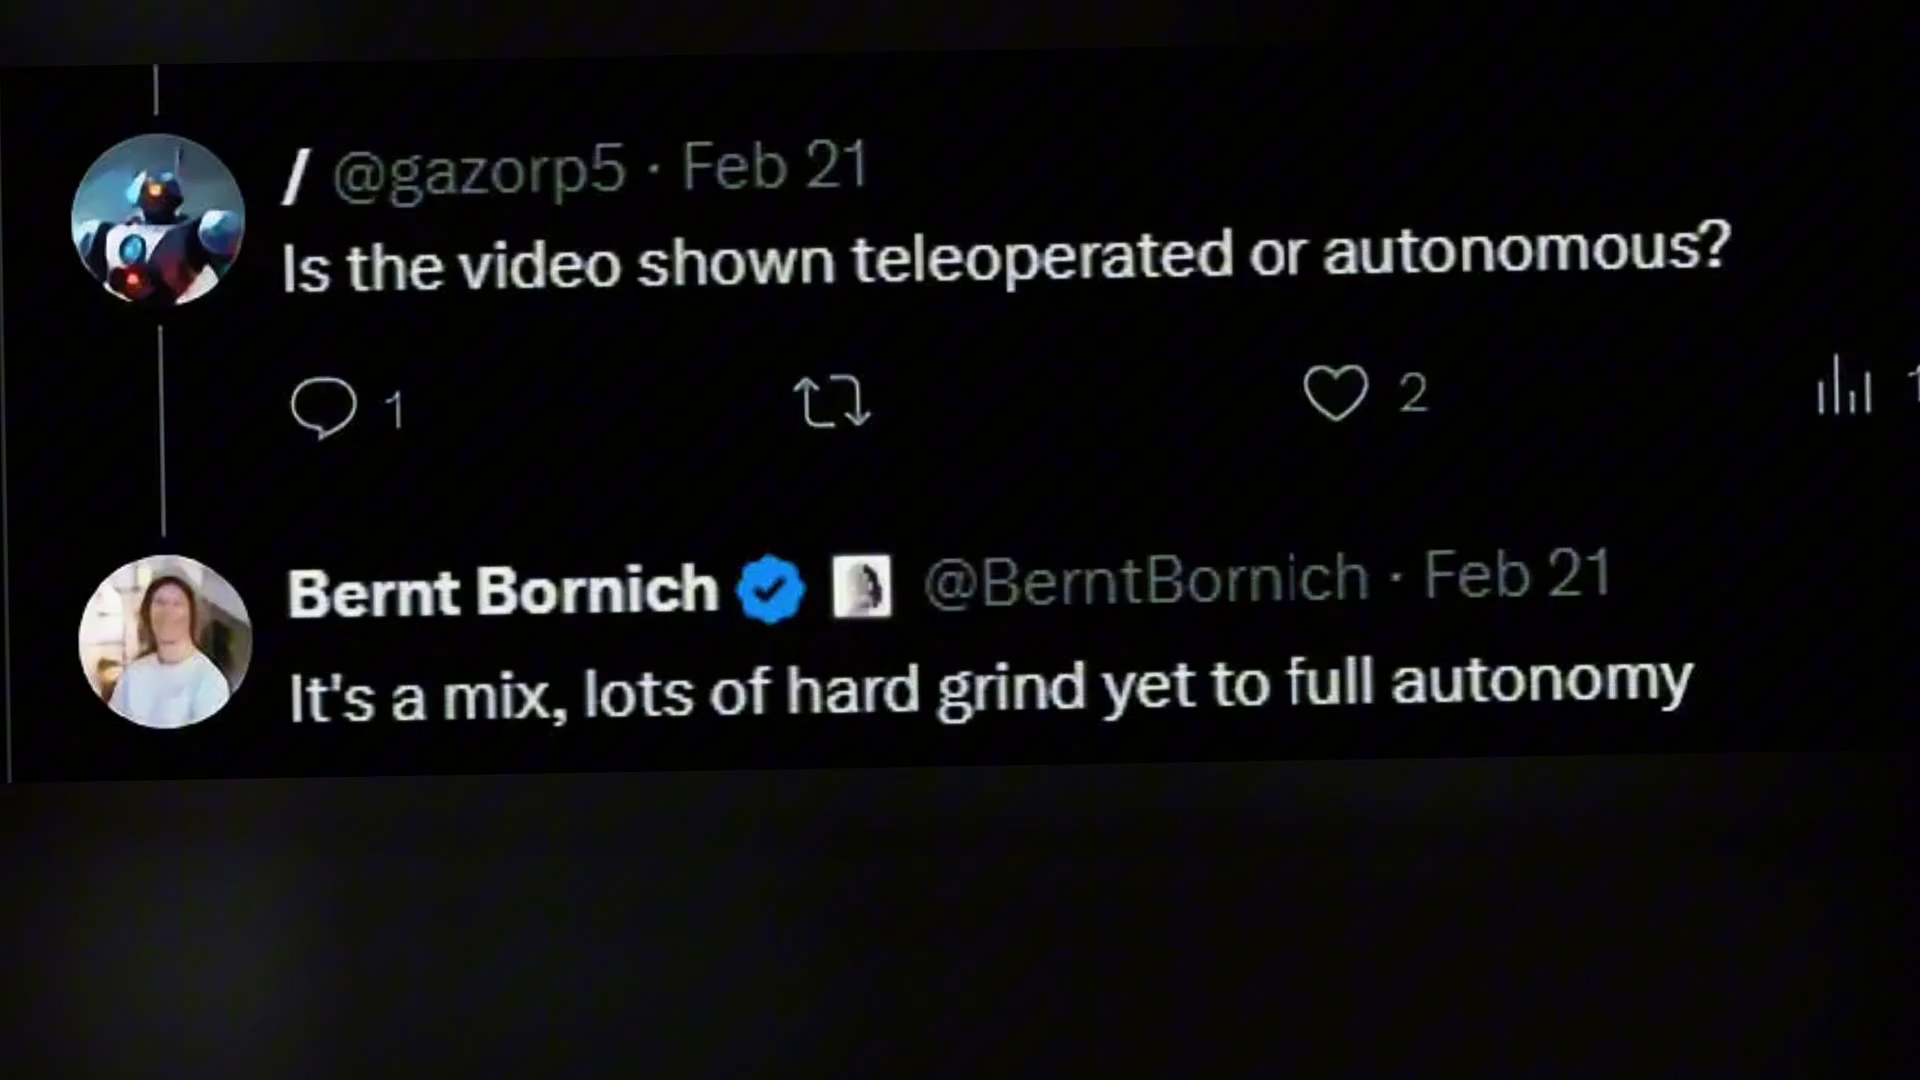 / @gazorp5 · Feb 21
Is the video shown teleoperated or autonomous?
1 2
Bernt Bornich @BerntBornich · Feb 21
It's a mix, lots of hard grind yet to full autonomy